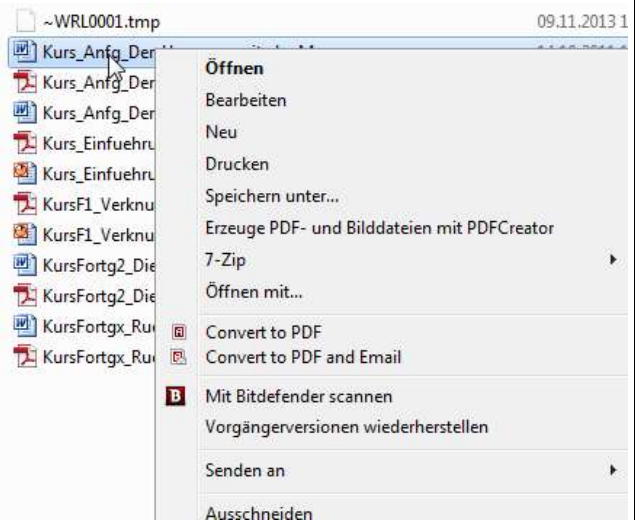 ~WRL0001.tmp 09.11.2013 1
Kurs_Anfg_Der
Kurs_Anfg_Der
Kurs_Anfg_Der
Kurs_Einfuehru
Kurs_Einfuehru
KursF1_Verknu
KursF1_Verknu
KursFortg2_Die
KursFortg2_Die
KursFortgx_Ruc
KursFortgx_Ruc
Öffnen
Bearbeiten
Neu
Drucken
Speichern unter...
Erzeuge PDF- und Bilddateien mit PDFCreator
7-Zip
Öffnen mit...
Convert to PDF
Convert to PDF and Email
B Mit Bitdefender scannen
Vorgängerversionen wiederherstellen
Senden an
Ausschneiden